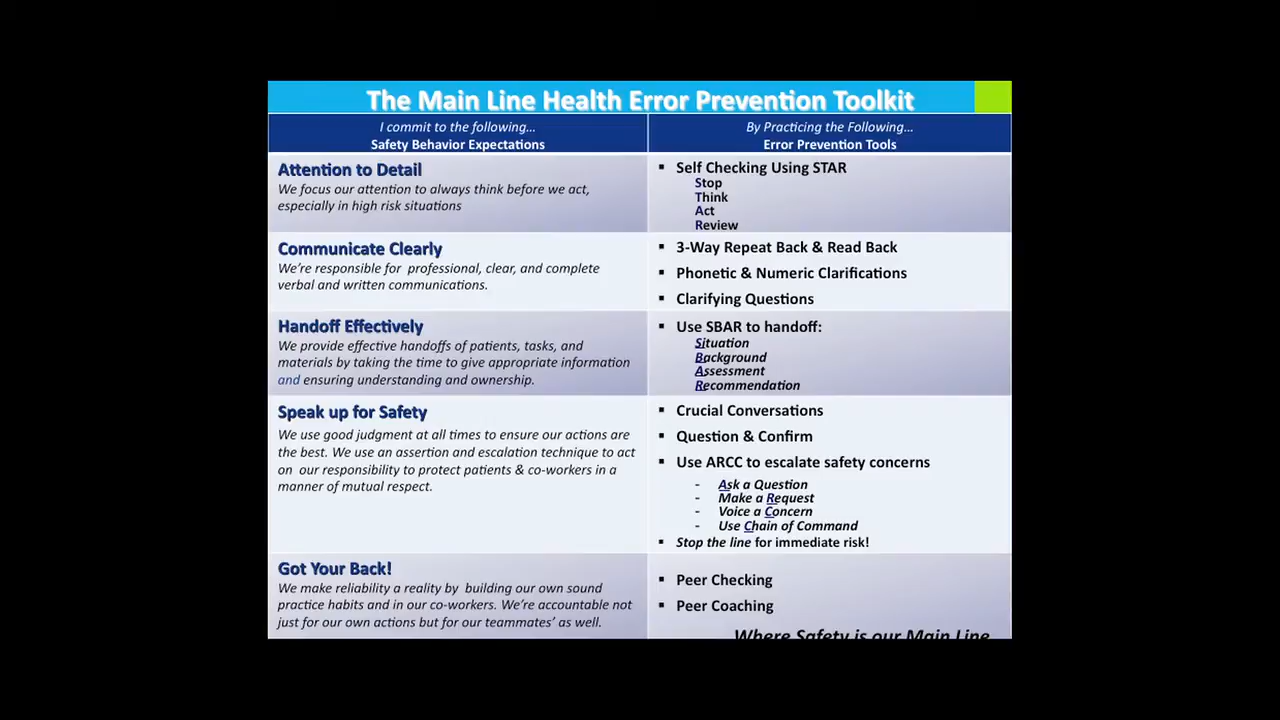 The Main Line Health Error Prevention Toolkit
I commit to the following...
Safety Behavior Expectations
By Practicing the Following...
Error Prevention Tools
Attention to Detail
We focus our attention to always think before we act,
especially in high risk situations
▪ Self Checking Using STAR
Stop
Think
Act
Review
Communicate Clearly
We're responsible for professional, clear, and complete
verbal and written communications.
▪ 3-Way Repeat Back & Read Back
▪ Phonetic & Numeric Clarifications
▪ Clarifying Questions
Handoff Effectively
We provide effective handoffs of patients, tasks, and
materials by taking the time to give appropriate information
and ensuring understanding and ownership.
▪ Use SBAR to handoff:
Situation
Background
Assessment
Recommendation
Speak up for Safety
We use good judgment at all times to ensure our actions are
the best. We use an assertion and escalation technique to act
on our responsibility to protect patients & co-workers in a
manner of mutual respect.
▪ Crucial Conversations
▪ Question & Confirm
▪ Use ARCC to escalate safety concerns
- Ask a Question
- Make a Request
- Voice a Concern
- Use Chain of Command
▪ Stop the line for immediate risk!
Got Your Back!
We make reliability a reality by building our own sound
practice habits and in our co-workers. We're accountable not
just for our own actions but for our teammates' as well.
▪ Peer Checking
▪ Peer Coaching
Where Safety is our Main Line